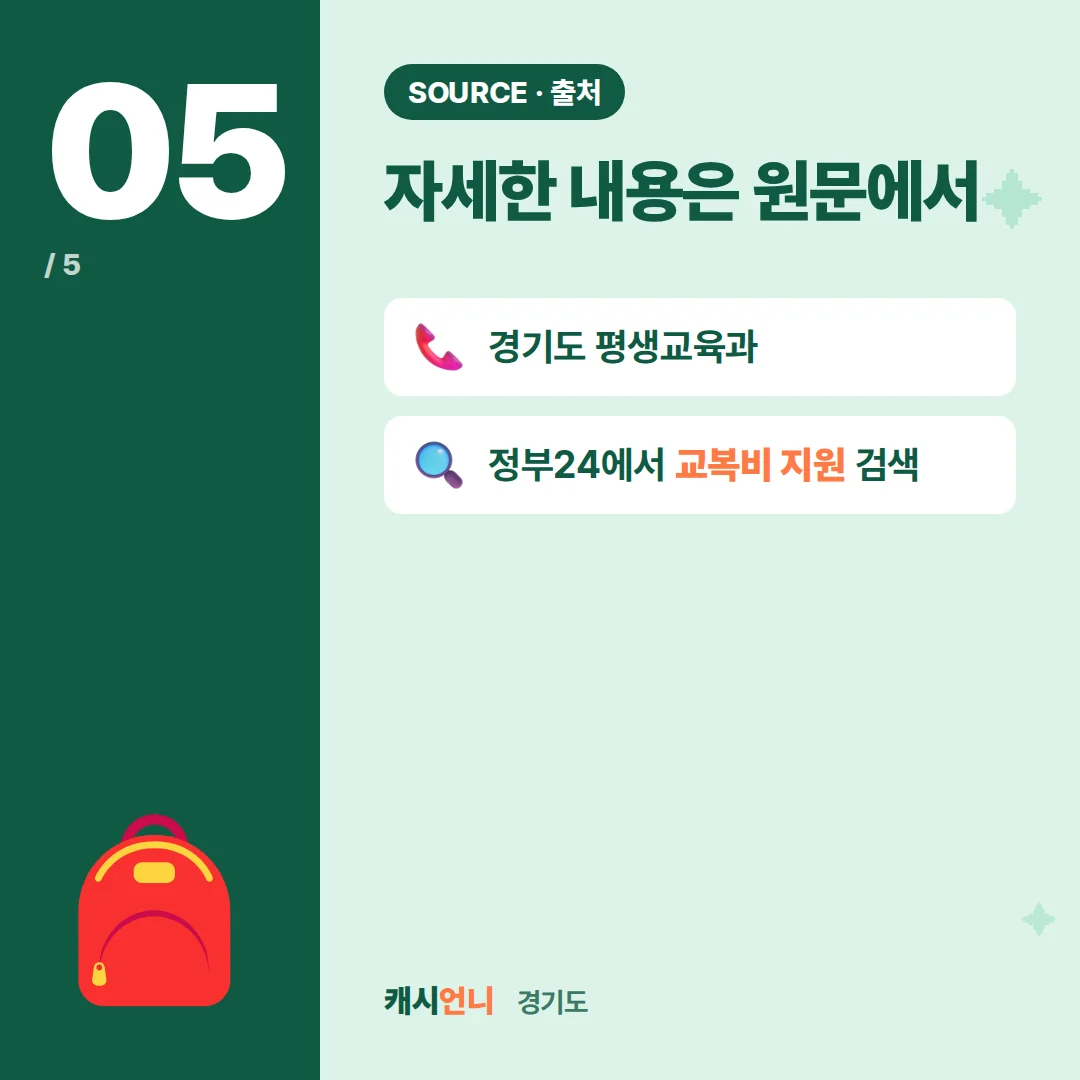 05
/ 5
SOURCE · 출처
자세한 내용은 원문에서
경기도 평생교육과
정부24에서 교복비 지원 검색
캐시언니 경기도